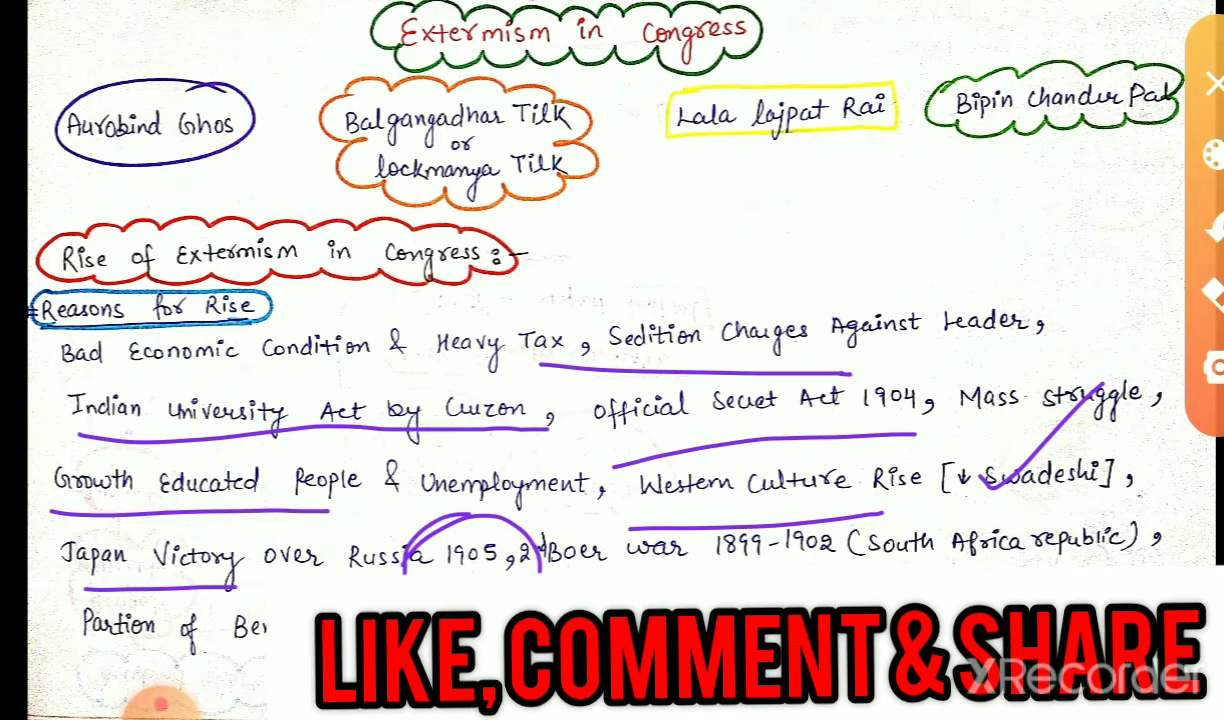 Extermism in Congress
Aurobind Ghos
Balgangadhar Tilk
or
lockmanya Tilk
Lala lajpat Rai
Bipin Chander Pal
Rise of Extermism in Congress :-
Reasons for Rise
Bad Economic Condition & Heavy Tax, Sedition Charges Against Leader,
Indian University Act by Curzon, Official Secret Act 1904, Mass struggle,
Growth Educated People & Unemployment, Western Culture Rise [↓ Swadeshi],
Japan Victory over Russia 1905, 2nd Boer war 1899-1902 (South Africa republic),
Partion of Ben
LIKE, COMMENT & SHARE
XRecorder